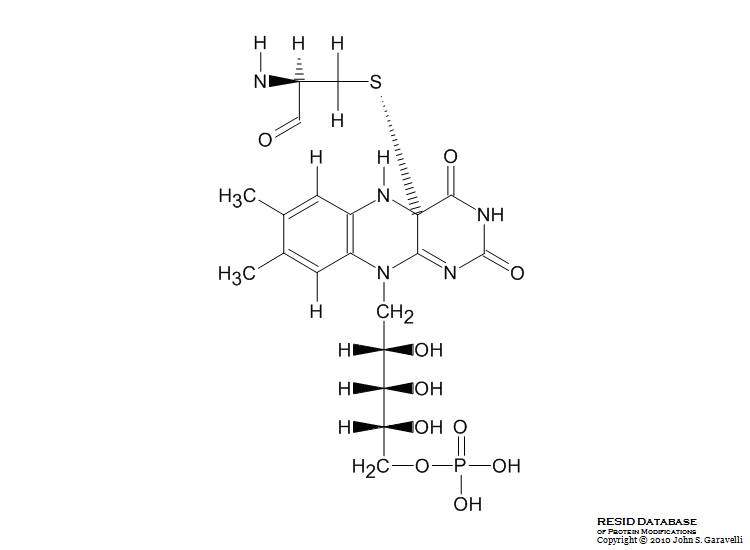 H H H
N S
H
O
H H O
H₃C N NH
H₃C N N O
H CH₂
H OH
H OH
H OH O
H₂C O P OH
OH
RESID DATABASE
OF PROTEIN MODIFICATIONS
Copyright © 2010 John S. Garavelli